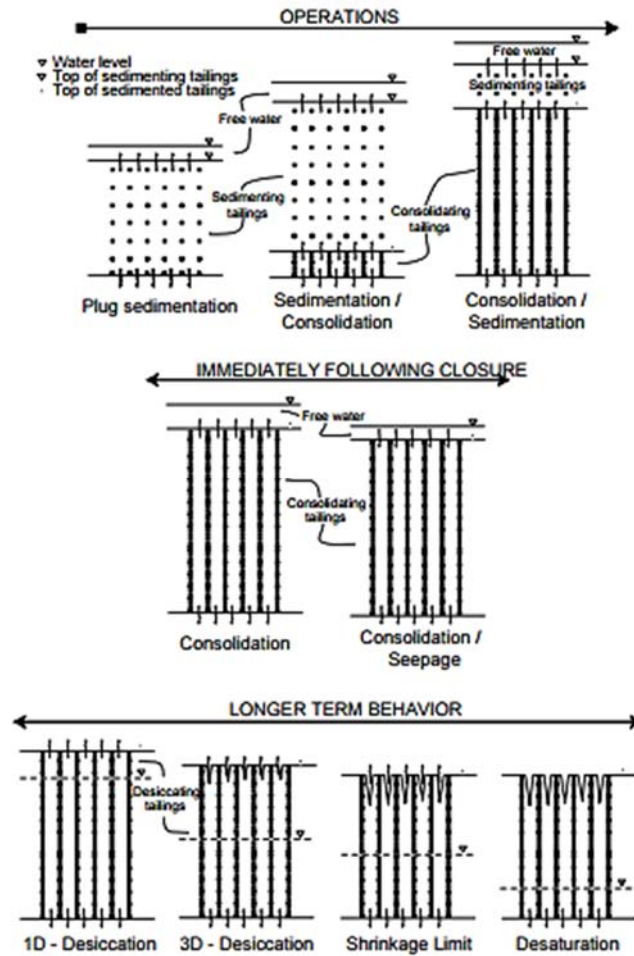 OPERATIONS
Water level
Top of sedimenting tailings
Top of sedimented tailings
Free water
Sedimenting tailings
Free water
Sedimenting
tailings
Consolidating
tailings
Plug sedimentation
Sedimentation /
Consolidation
Consolidation /
Sedimentation
IMMEDIATELY FOLLOWING CLOSURE
Free water
Consolidating
tailings
Consolidation
Consolidation /
Seepage
LONGER TERM BEHAVIOR
Desiccating
tailings
1D - Desiccation
3D - Desiccation
Shrinkage Limit
Desaturation